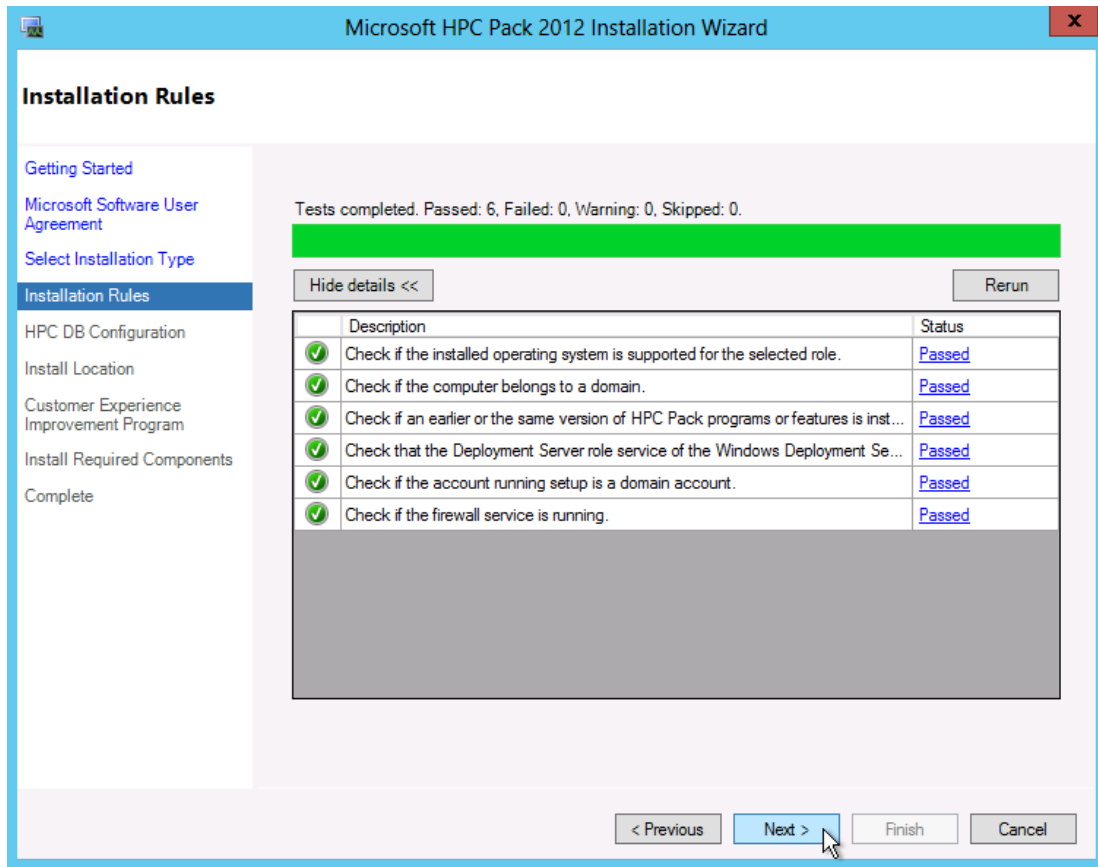 Microsoft HPC Pack 2012 Installation Wizard
x
Installation Rules
Getting Started
Microsoft Software User
Agreement
Select Installation Type
Installation Rules
HPC DB Configuration
Install Location
Customer Experience
Improvement Program
Install Required Components
Complete
Tests completed. Passed: 6, Failed: 0, Warning: 0, Skipped: 0.
Hide details <<
Rerun
Description Status
Check if the installed operating system is supported for the selected role. Passed
Check if the computer belongs to a domain. Passed
Check if an earlier or the same version of HPC Pack programs or features is inst... Passed
Check that the Deployment Server role service of the Windows Deployment Se... Passed
Check if the account running setup is a domain account. Passed
Check if the firewall service is running. Passed
< Previous Next > Finish Cancel